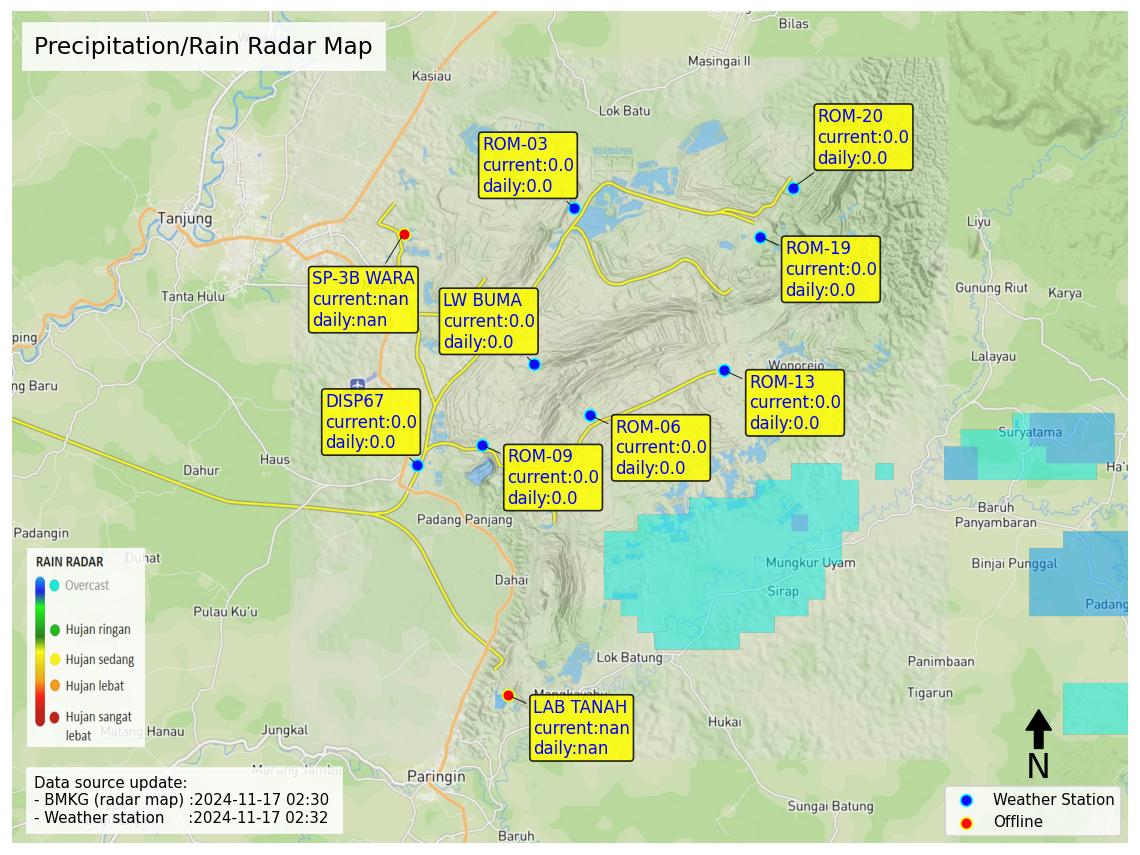 Precipitation/Rain Radar Map
Bilas
Masingai II
Kasiau
Lok Batu
ROM-20
current:0.0
daily:0.0
ROM-03
current:0.0
daily:0.0
Tanjung
Liyu
ROM-19
current:0.0
daily:0.0
SP-3B WARA
current:nan
daily:nan
Tanta Hulu
LW BUMA
current:0.0
daily:0.0
Gunung Riut
Karya
ping
Lalayau
ng Baru
Wonorejo
ROM-13
current:0.0
daily:0.0
DISP67
current:0.0
daily:0.0
ROM-06
current:0.0
daily:0.0
Suryatama
ROM-09
current:0.0
daily:0.0
Haus
Dahur
Ha'u
Padang Panjang
Baruh
Panyambaran
Padangin
Duhat
Mungkur Uyam
Binjai Punggal
Dahai
Sirap
Padang
RAIN RADAR
Overcast
Hujan ringan
Hujan sedang
Hujan lebat
Hujan sangat
lebat
Pulau Ku'u
Lok Batung
Panimbaan
Tigarun
Mangkayahu
LAB TANAH
current:nan
daily:nan
Hukai
Matang Hanau
Jungkal
Murung Jambu
Paringin
N
Data source update:
- BMKG (radar map) :2024-11-17 02:30
- Weather station :2024-11-17 02:32
Sungai Batung
Baruh
Weather Station
Offline